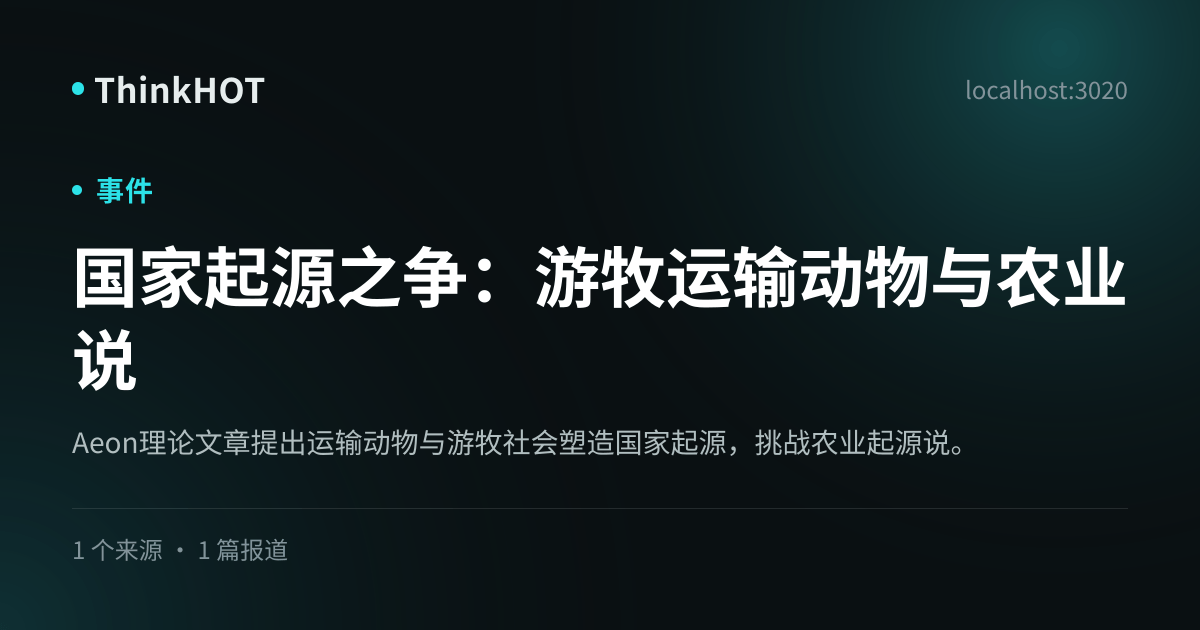 ThinkHOT
localhost:3020
事件
国家起源之争：游牧运输动物与农业
说
Aeon理论文章提出运输动物与游牧社会塑造国家起源，挑战农业起源说。
1 个来源 · 1 篇报道